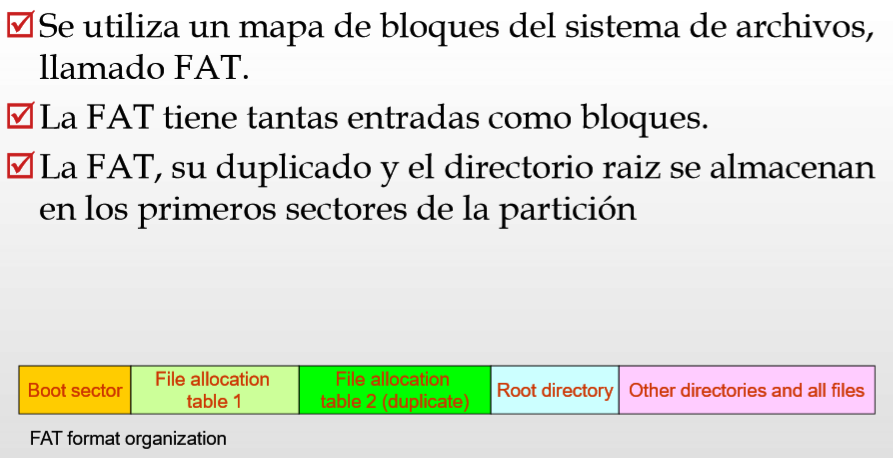 Se utiliza un mapa de bloques del sistema de archivos,
llamado FAT.
La FAT tiene tantas entradas como bloques.
La FAT, su duplicado y el directorio raiz se almacenan
en los primeros sectores de la partición
Boot sector
File allocation
table 1
File allocation
table 2 (duplicate)
Root directory
Other directories and all files
FAT format organization